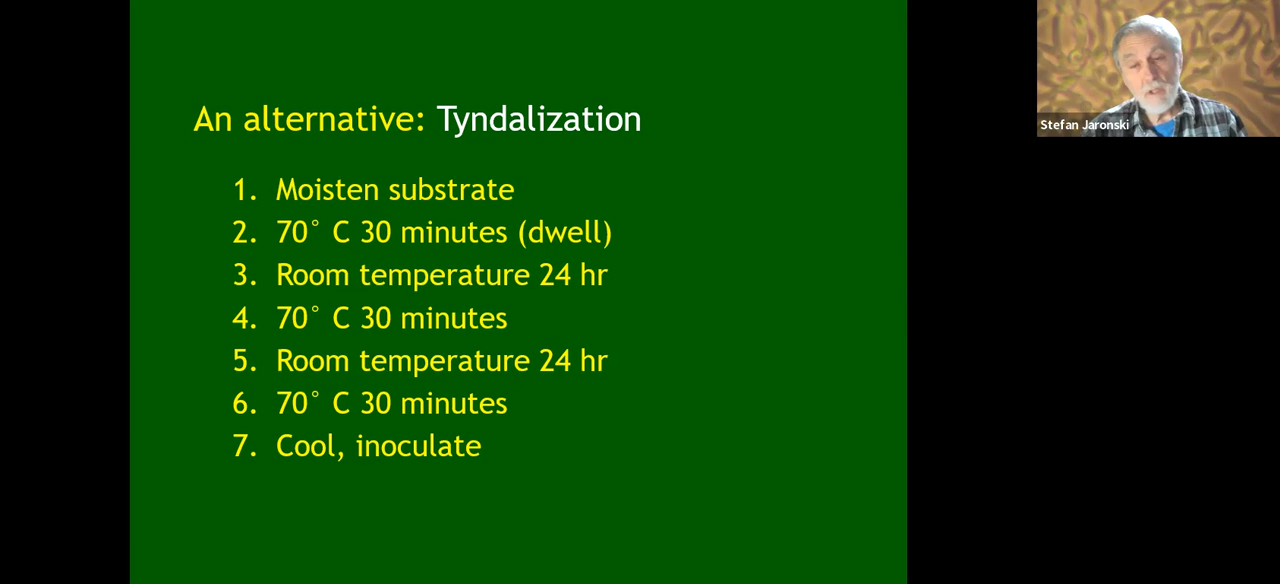 An alternative: Tyndalization
1. Moisten substrate
2. 70° C 30 minutes (dwell)
3. Room temperature 24 hr
4. 70° C 30 minutes
5. Room temperature 24 hr
6. 70° C 30 minutes
7. Cool, inoculate
Stefan Jaronski